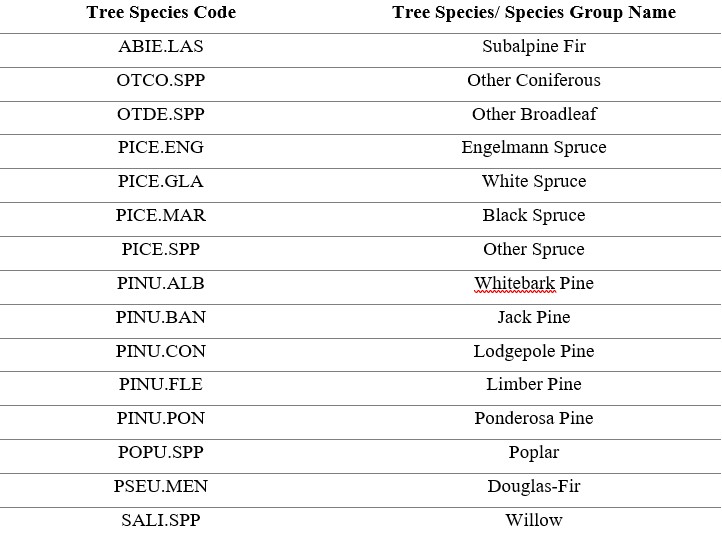 Tree Species Code Tree Species/ Species Group Name
ABIE.LAS Subalpine Fir
OTCO.SPP Other Coniferous
OTDE.SPP Other Broadleaf
PICE.ENG Engelmann Spruce
PICE.GLA White Spruce
PICE.MAR Black Spruce
PICE.SPP Other Spruce
PINU.ALB Whitebark Pine
PINU.BAN Jack Pine
PINU.CON Lodgepole Pine
PINU.FLE Limber Pine
PINU.PON Ponderosa Pine
POPU.SPP Poplar
PSEU.MEN Douglas-Fir
SALI.SPP Willow